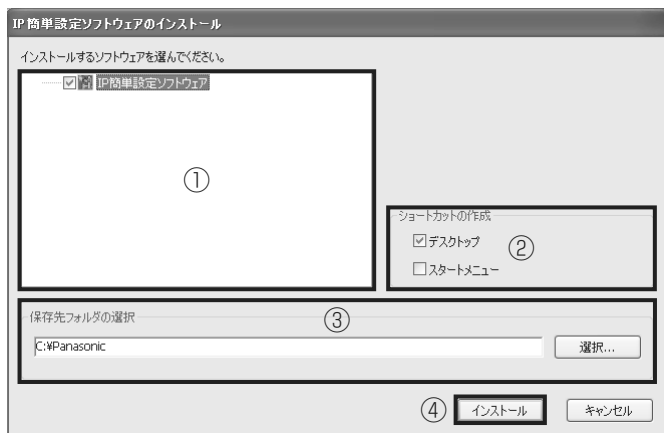 IP簡単設定ソフトウェアのインストール
インストールするソフトウェアを選んでください。
IP簡単設定ソフトウェア
①
ショートカットの作成
デスクトップ
②
スタートメニュー
保存先フォルダの選択
③
C:¥Panasonic
選択...
④
インストール
キャンセル